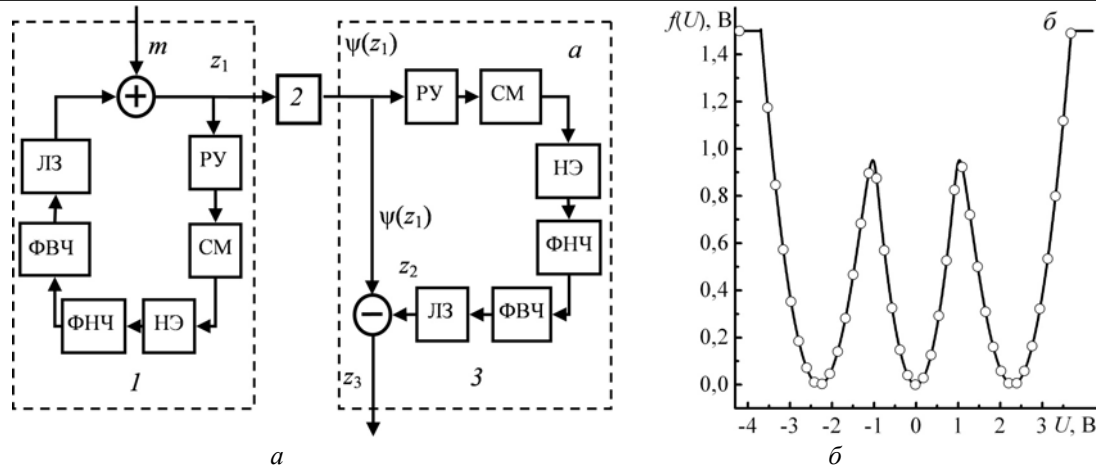 m
z₁
ψ(z₁)
а
РУ
СМ
2
ЛЗ
РУ
НЭ
ФВЧ
СМ
ψ(z₁)
ФНЧ
z₂
ФНЧ
НЭ
ЛЗ
ФВЧ
1
z₃
3
а
f(U), В
б
1,4
1,2
1,0
0,8
0,6
0,4
0,2
0,0
-4 -3 -2 -1 0 1 2 3 U, В
б